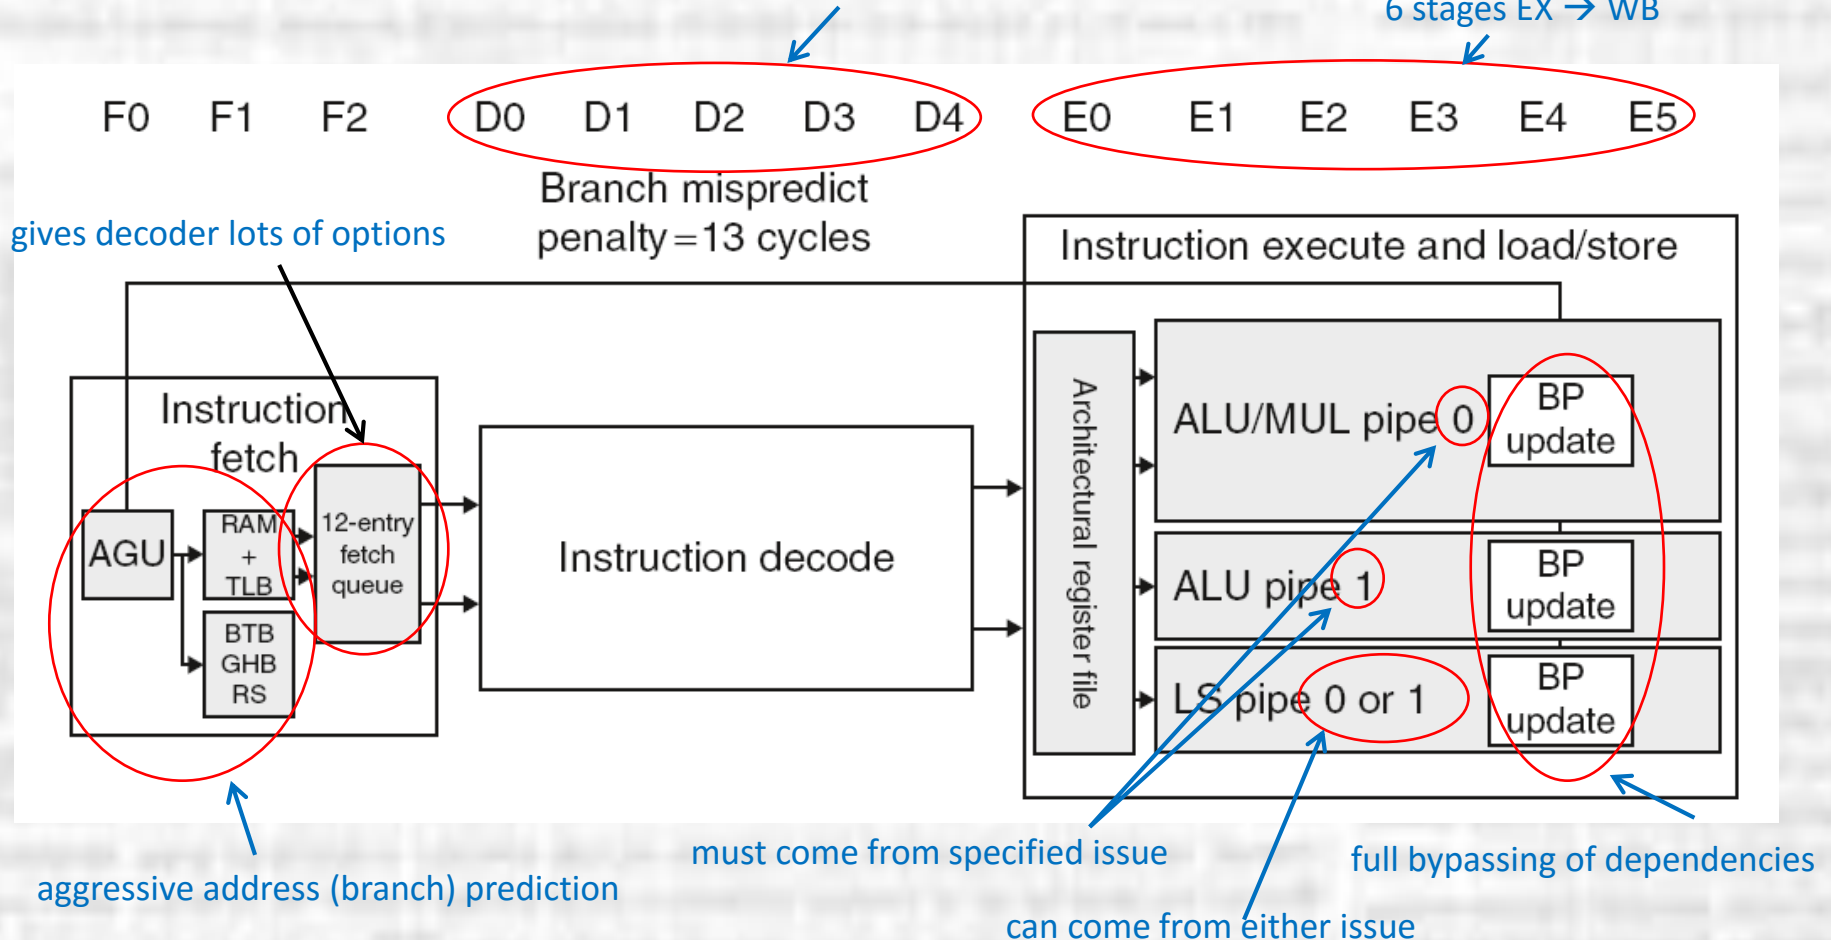 6 stages EX → WB
F0 F1 F2 D0 D1 D2 D3 D4 E0 E1 E2 E3 E4 E5
Branch mispredict
penalty=13 cycles
gives decoder lots of options
Instruction execute and load/store
Instruction
fetch
AGU
RAM
+
TLB
BTB
GHB
RS
12-entry
fetch
queue
Instruction decode
Architectural register file
ALU/MUL pipe 0
BP
update
ALU pipe 1
BP
update
LS pipe 0 or 1
BP
update
must come from specified issue
full bypassing of dependencies
aggressive address (branch) prediction
can come from either issue